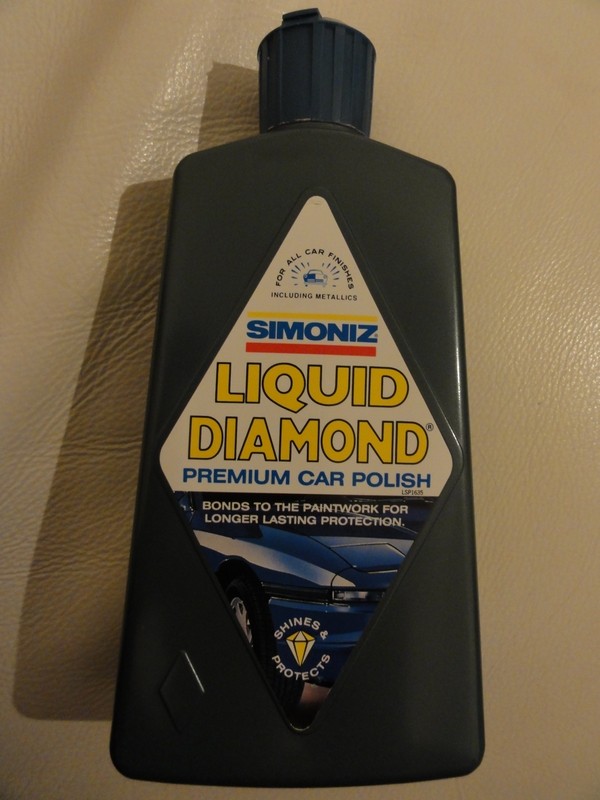 FOR ALL CAR FINISHES
INCLUDING METALLICS
SIMONIZ
LIQUID
DIAMOND®
PREMIUM CAR POLISH
LSP1635
BONDS TO THE PAINTWORK FOR
LONGER LASTING PROTECTION.
SHINES &
PROTECTS